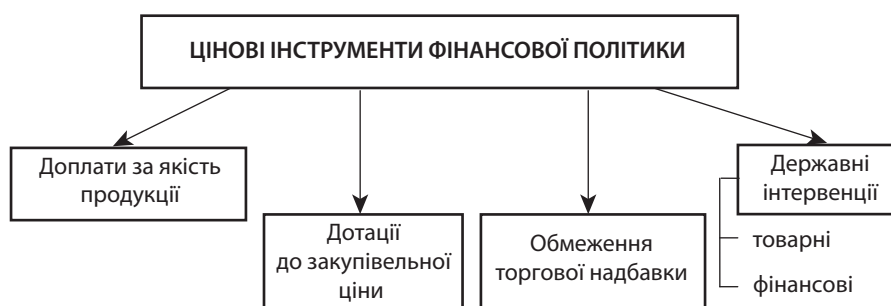 ЦІНОВІ ІНСТРУМЕНТИ ФІНАНСОВОЇ ПОЛІТИКИ
Доплати за якість
продукції
Дотації
до закупівельної
ціни
Обмеження
торгової надбавки
Державні
інтервенції
товарні
фінансові